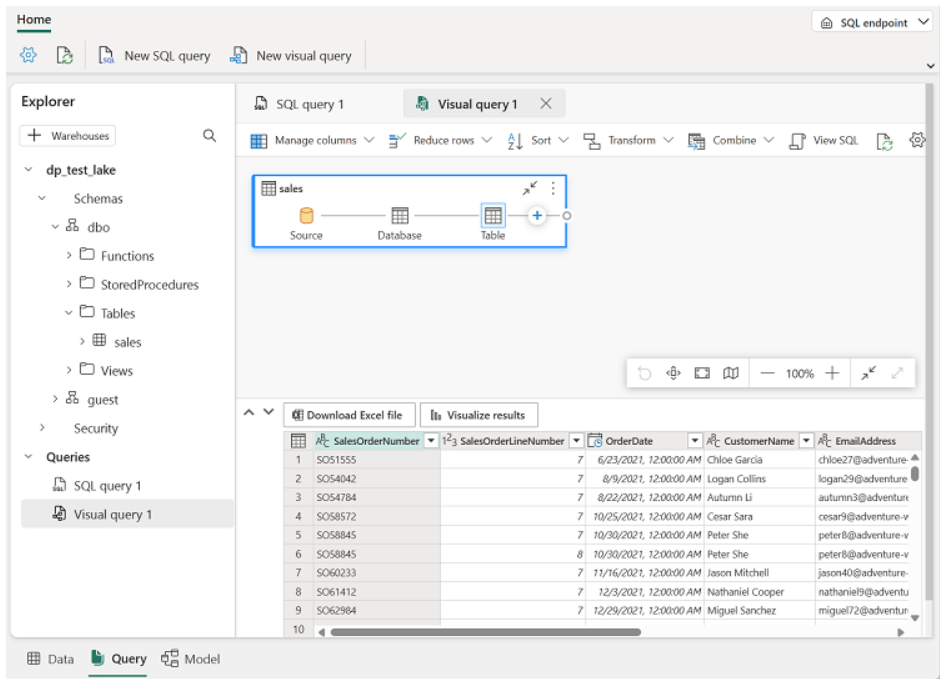 Home
SQL endpoint
New SQL query
New visual query
Explorer
+ Warehouses
dp_test_lake
Schemas
dbo
Functions
StoredProcedures
Tables
sales
Views
guest
Security
Queries
SQL query 1
Visual query 1
SQL query 1
Visual query 1
Manage columns
Reduce rows
Sort
Transform
Combine
View SQL
sales
Source
Database
Table
100%
Download Excel file
Visualize results
SalesOrderNumber SalesOrderLineNumber OrderDate CustomerName EmailAddress
1 SO51555 7 6/23/2021, 12:00:00 AM Chloe Garcia chloe27@adventure-
2 SO54042 7 8/9/2021, 12:00:00 AM Logan Collins logan29@adventure
3 SO54784 7 8/22/2021, 12:00:00 AM Autumn Li autumn3@adventure
4 SO58572 7 10/25/2021, 12:00:00 AM Cesar Sara cesar9@adventure-w
5 SO58845 7 10/30/2021, 12:00:00 AM Peter She peter8@adventure-v
6 SO58845 8 10/30/2021, 12:00:00 AM Peter She peter8@adventure-v
7 SO60233 7 11/16/2021, 12:00:00 AM Jason Mitchell jason40@adventure-
8 SO61412 7 12/3/2021, 12:00:00 AM Nathaniel Cooper nathaniel9@adventu
9 SO62984 7 12/29/2021, 12:00:00 AM Miguel Sanchez miguel72@adventur
10
Data
Query
Model